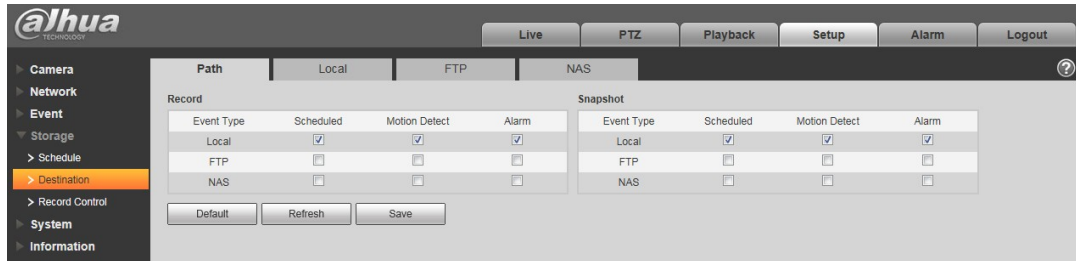 alhua
TECHNOLOGY
Live PTZ Playback Setup Alarm Logout
Camera
Network
Event
Storage
> Schedule
> Destination
> Record Control
System
Information
Path Local FTP NAS ?
Record
Event Type Scheduled Motion Detect Alarm
Local
FTP
NAS
Snapshot
Event Type Scheduled Motion Detect Alarm
Local
FTP
NAS
Default Refresh Save